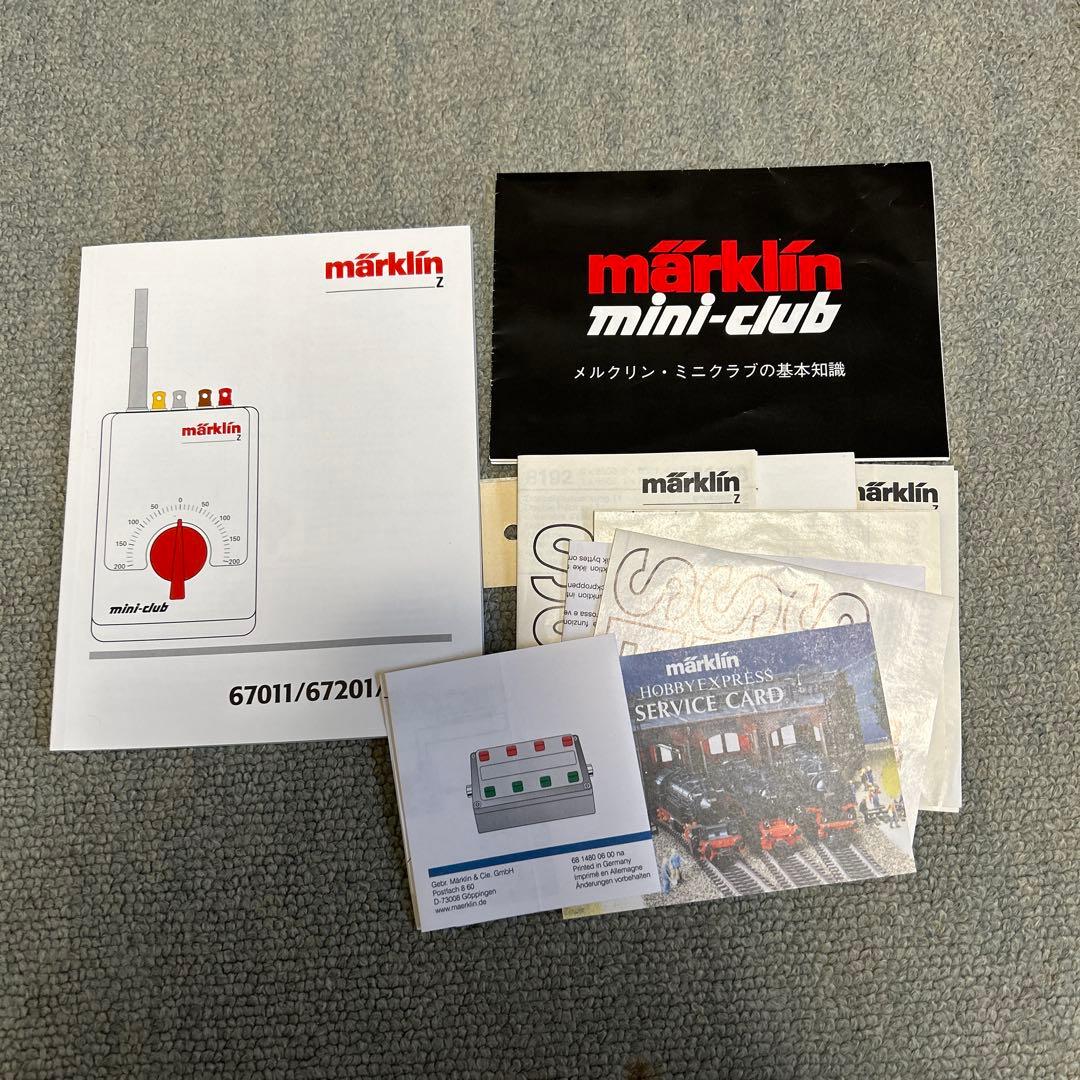 märklin
Z
märklin
Z
0
50
50
100
100
150
150
200
200
mini-club
67011/67201/
märklin
mini-club
メルクリン・ミニクラブの基本知識
8192
märklin
Z
märklin
Z
märklin
HOBBY EXPRESS
SERVICE CARD
Gebr. Märklin & Cie. GmbH
Postfach 8 60
D-73008 Göppingen
www.maerklin.de
68 1480 06 00 na
Printed in Germany
Imprimé en Allemagne
Änderungen vorbehalten